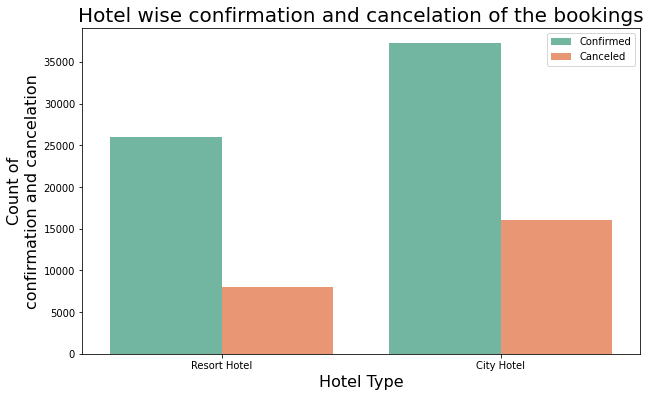 Hotel wise confirmation and cancelation of the bookings
Confirmed
Canceled
Count of
confirmation and cancelation
35000
30000
25000
20000
15000
10000
5000
0
Resort Hotel
City Hotel
Hotel Type